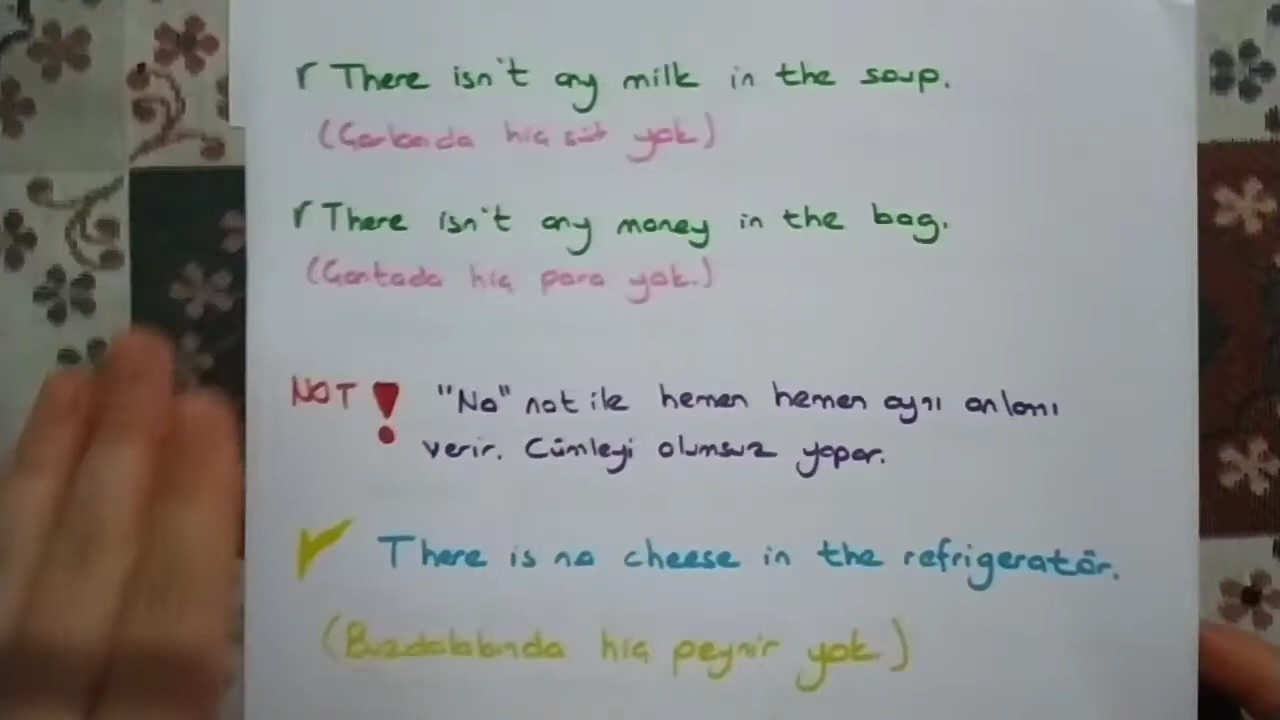 There isn't any milk in the soup.
(Çorbada hiç süt yok)
There isn't any money in the bag.
(Çantada hiç para yok.)
NOT ! "No" not ile hemen hemen aynı anlamı
verir. Cümleyi olumsuz yapar.
There is no cheese in the refrigeratör.
(Buzdolabında hiç peynir yok.)